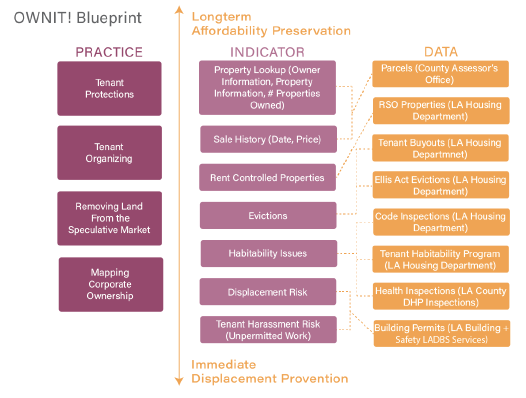 OWNIT! Blueprint
Longterm
Affordability Preservation
PRACTICE
Tenant
Protections
Tenant
Organizing
Removing Land
From the
Speculative Market
Mapping
Corporate
Ownership
INDICATOR
Property Lookup (Owner
Information, Property
Information, # Properties
Owned)
Sale History (Date, Price)
Rent Controlled Properties
Evictions
Habitability Issues
Displacement Risk
Tenant Harassment Risk
(Unpermitted Work)
DATA
Parcels (County Assessor's
Office)
RSO Properties (LA Housing
Department)
Tenant Buyouts (LA Housing
Departmnet)
Ellis Act Evictions (LA Housing
Department)
Code Inspections (LA Housing
Department)
Tenant Habitability Program
(LA Housing Department)
Health Inspections (LA County
DHP Inspections)
Building Permits (LA Building +
Safety LADBS Services)
Immediate
Displacement Provention